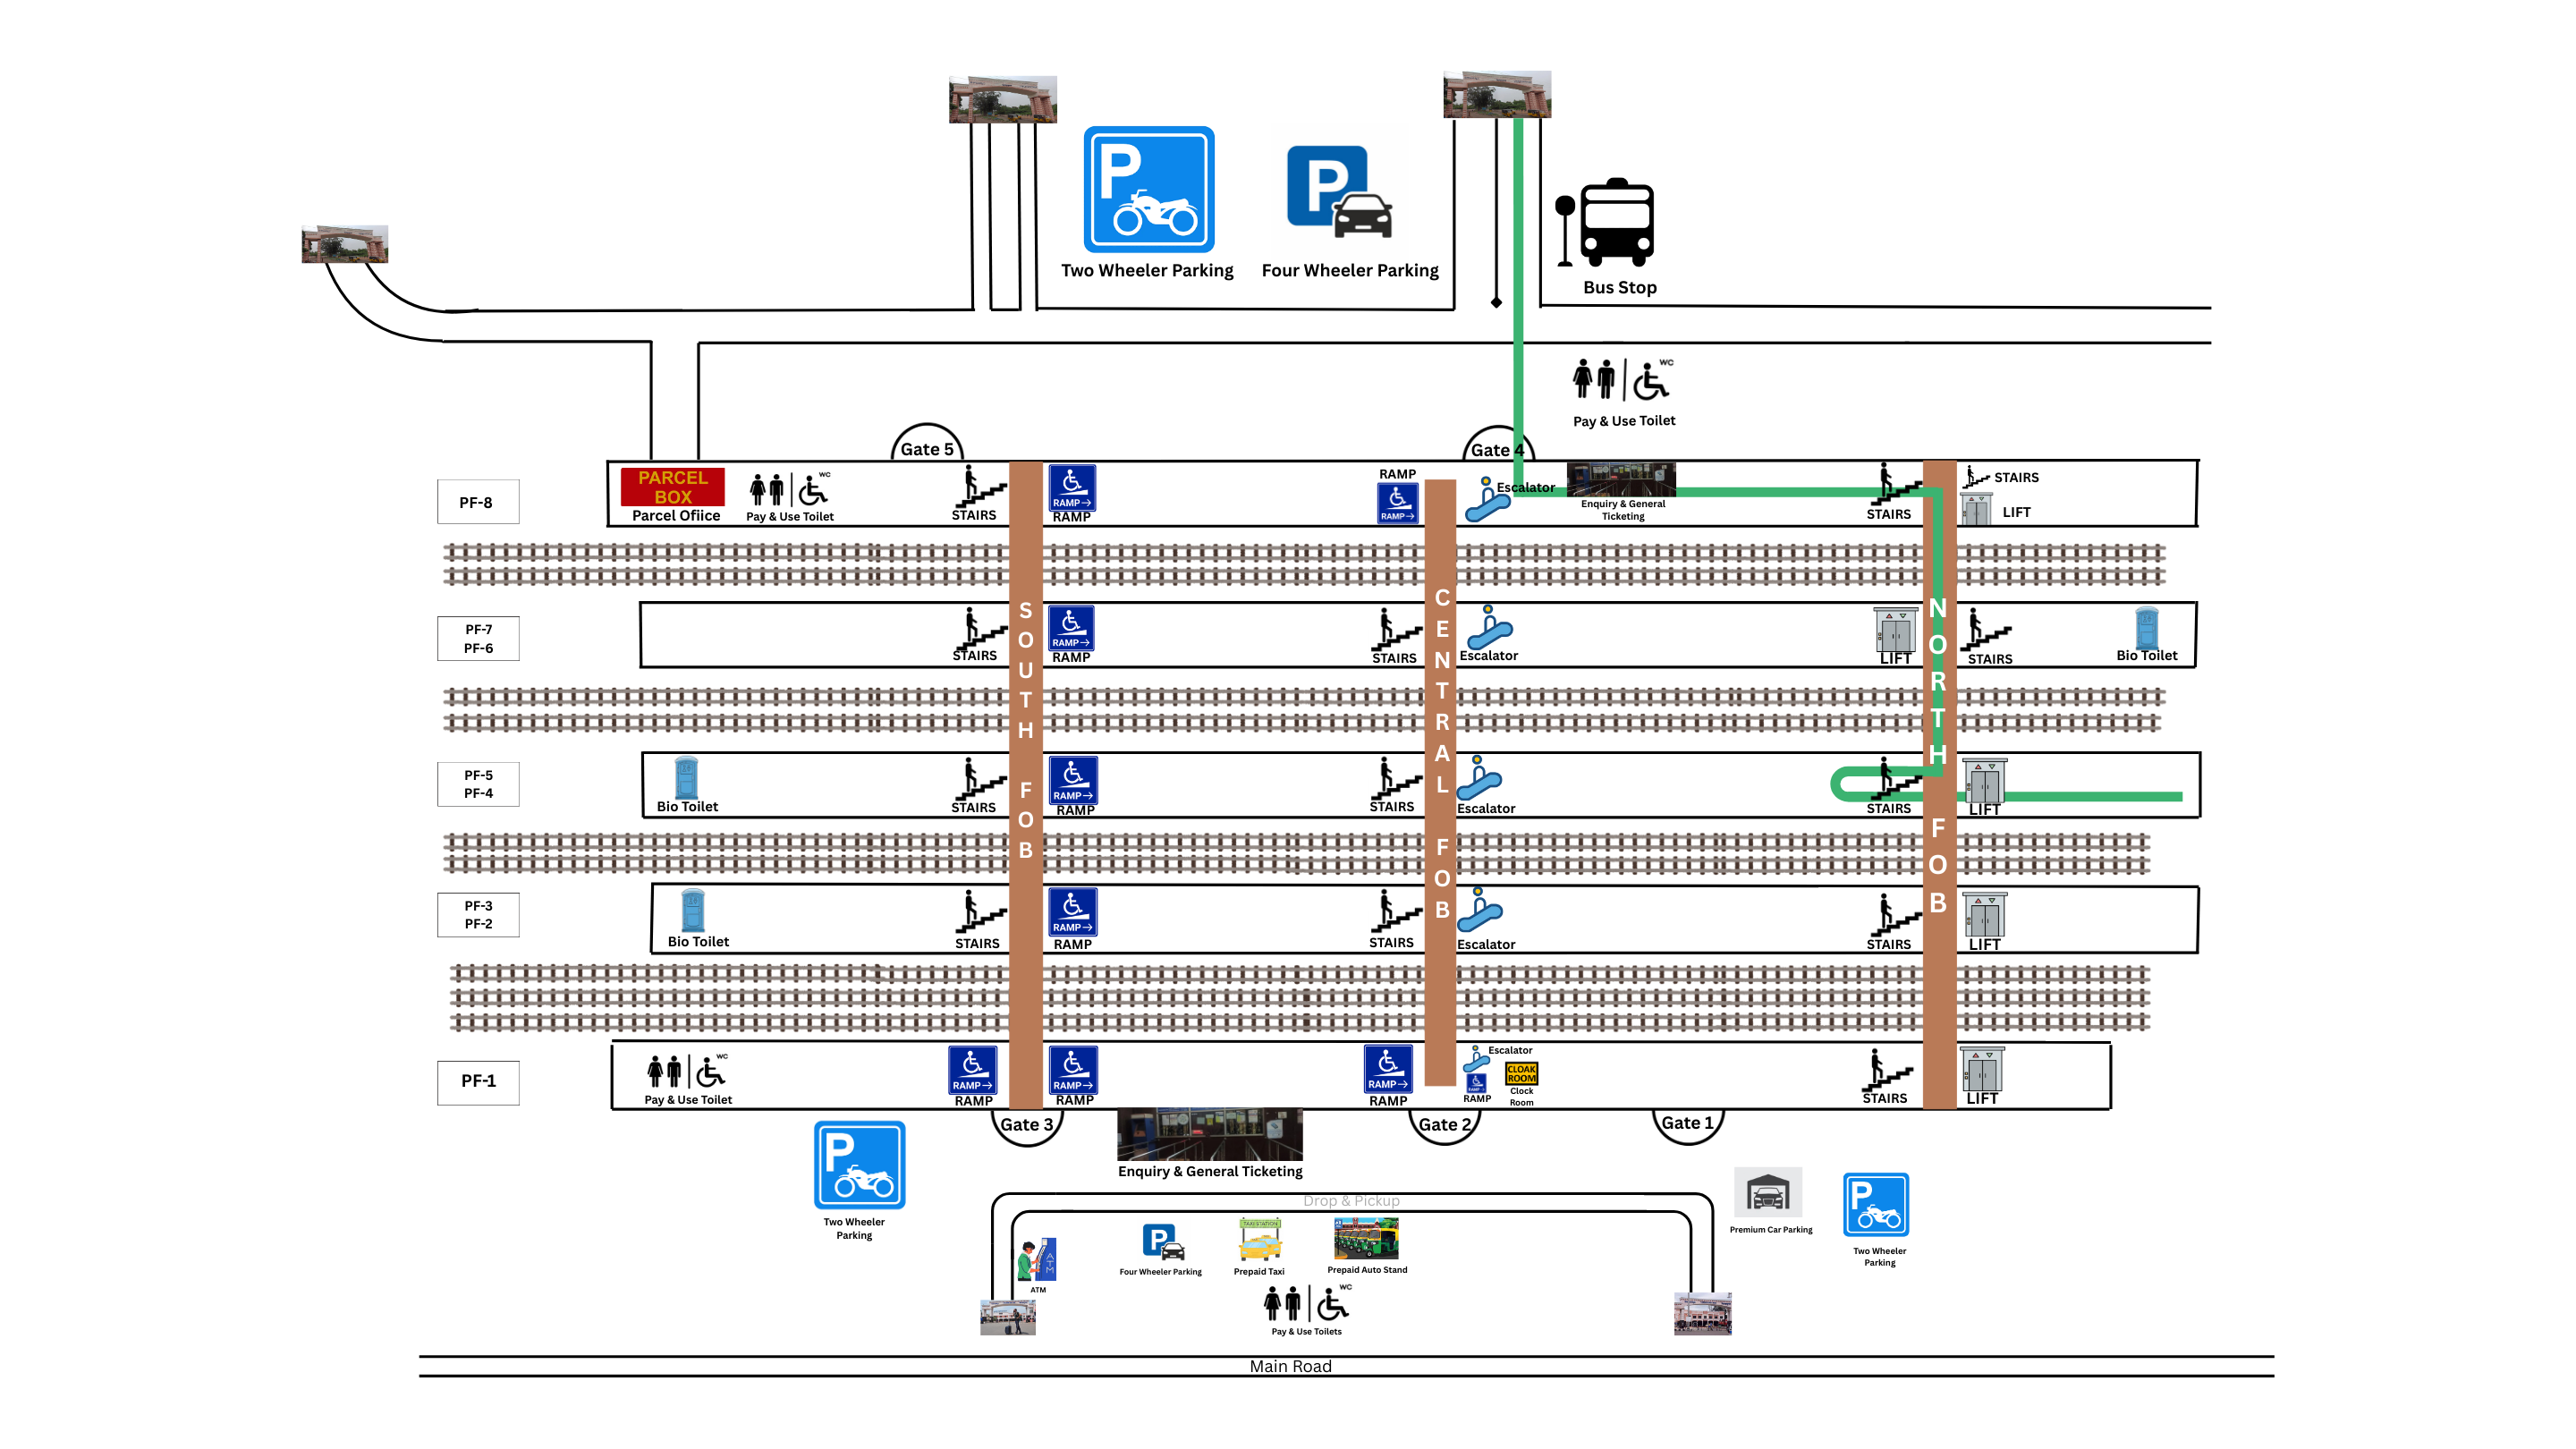 P
Two Wheeler Parking
P
Four Wheeler Parking
Bus Stop
WC
Pay & Use Toilet
Gate 5
Gate 4
PF-8
PARCEL
BOX
Parcel Ofiice
WC
Pay & Use Toilet
STAIRS
RAMP→
RAMP
RAMP
RAMP→
Escalator
Enquiry & General
Ticketing
STAIRS
STAIRS
LIFT
PF-7
PF-6
STAIRS
RAMP→
RAMP
STAIRS
Escalator
LIFT
STAIRS
Bio Toilet
SOUTH FOB
CENTRAL FOB
NORTH FOB
PF-5
PF-4
Bio Toilet
STAIRS
RAMP→
RAMP
STAIRS
Escalator
STAIRS
LIFT
PF-3
PF-2
Bio Toilet
STAIRS
RAMP→
RAMP
STAIRS
Escalator
STAIRS
LIFT
PF-1
WC
Pay & Use Toilet
RAMP→
RAMP
RAMP→
RAMP
RAMP→
RAMP
Escalator
RAMP
CLOAK
ROOM
Clock
Room
STAIRS
LIFT
Gate 3
Gate 2
Gate 1
P
Two Wheeler
Parking
Enquiry & General Ticketing
Drop & Pickup
ATM
ATM
P
Four Wheeler Parking
TAXI STATION
Prepaid Taxi
Prepaid Auto Stand
WC
Pay & Use Toilets
Premium Car Parking
P
Two Wheeler
Parking
Main Road